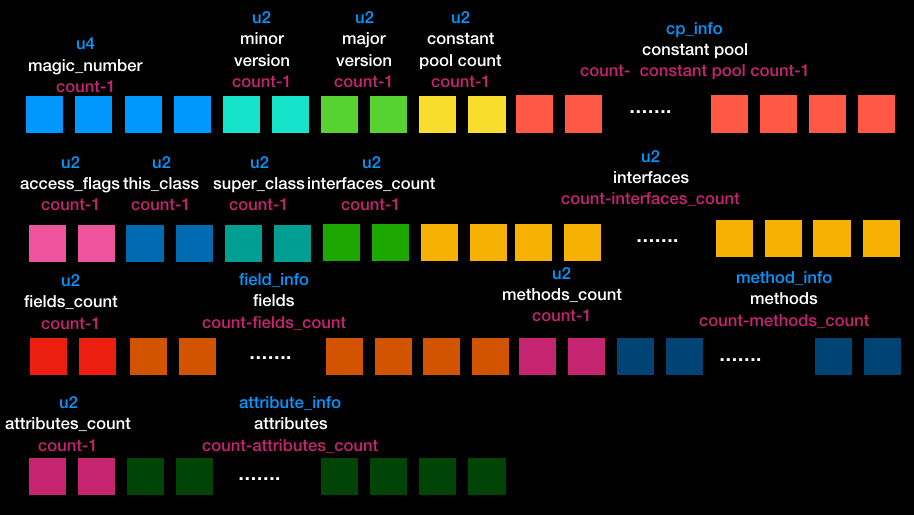 u4
magic_number
count-1
u2
minor
version
count-1
u2
major
version
count-1
u2
constant
pool count
count-1
cp_info
constant pool
count- constant pool count-1
.......
u2
access_flags
count-1
u2
this_class
count-1
u2
super_class
count-1
u2
interfaces_count
count-1
u2
interfaces
count-interfaces_count
.......
u2
fields_count
count-1
field_info
fields
count-fields_count
.......
u2
methods_count
count-1
method_info
methods
count-methods_count
.......
u2
attributes_count
count-1
attribute_info
attributes
count-attributes_count
.......